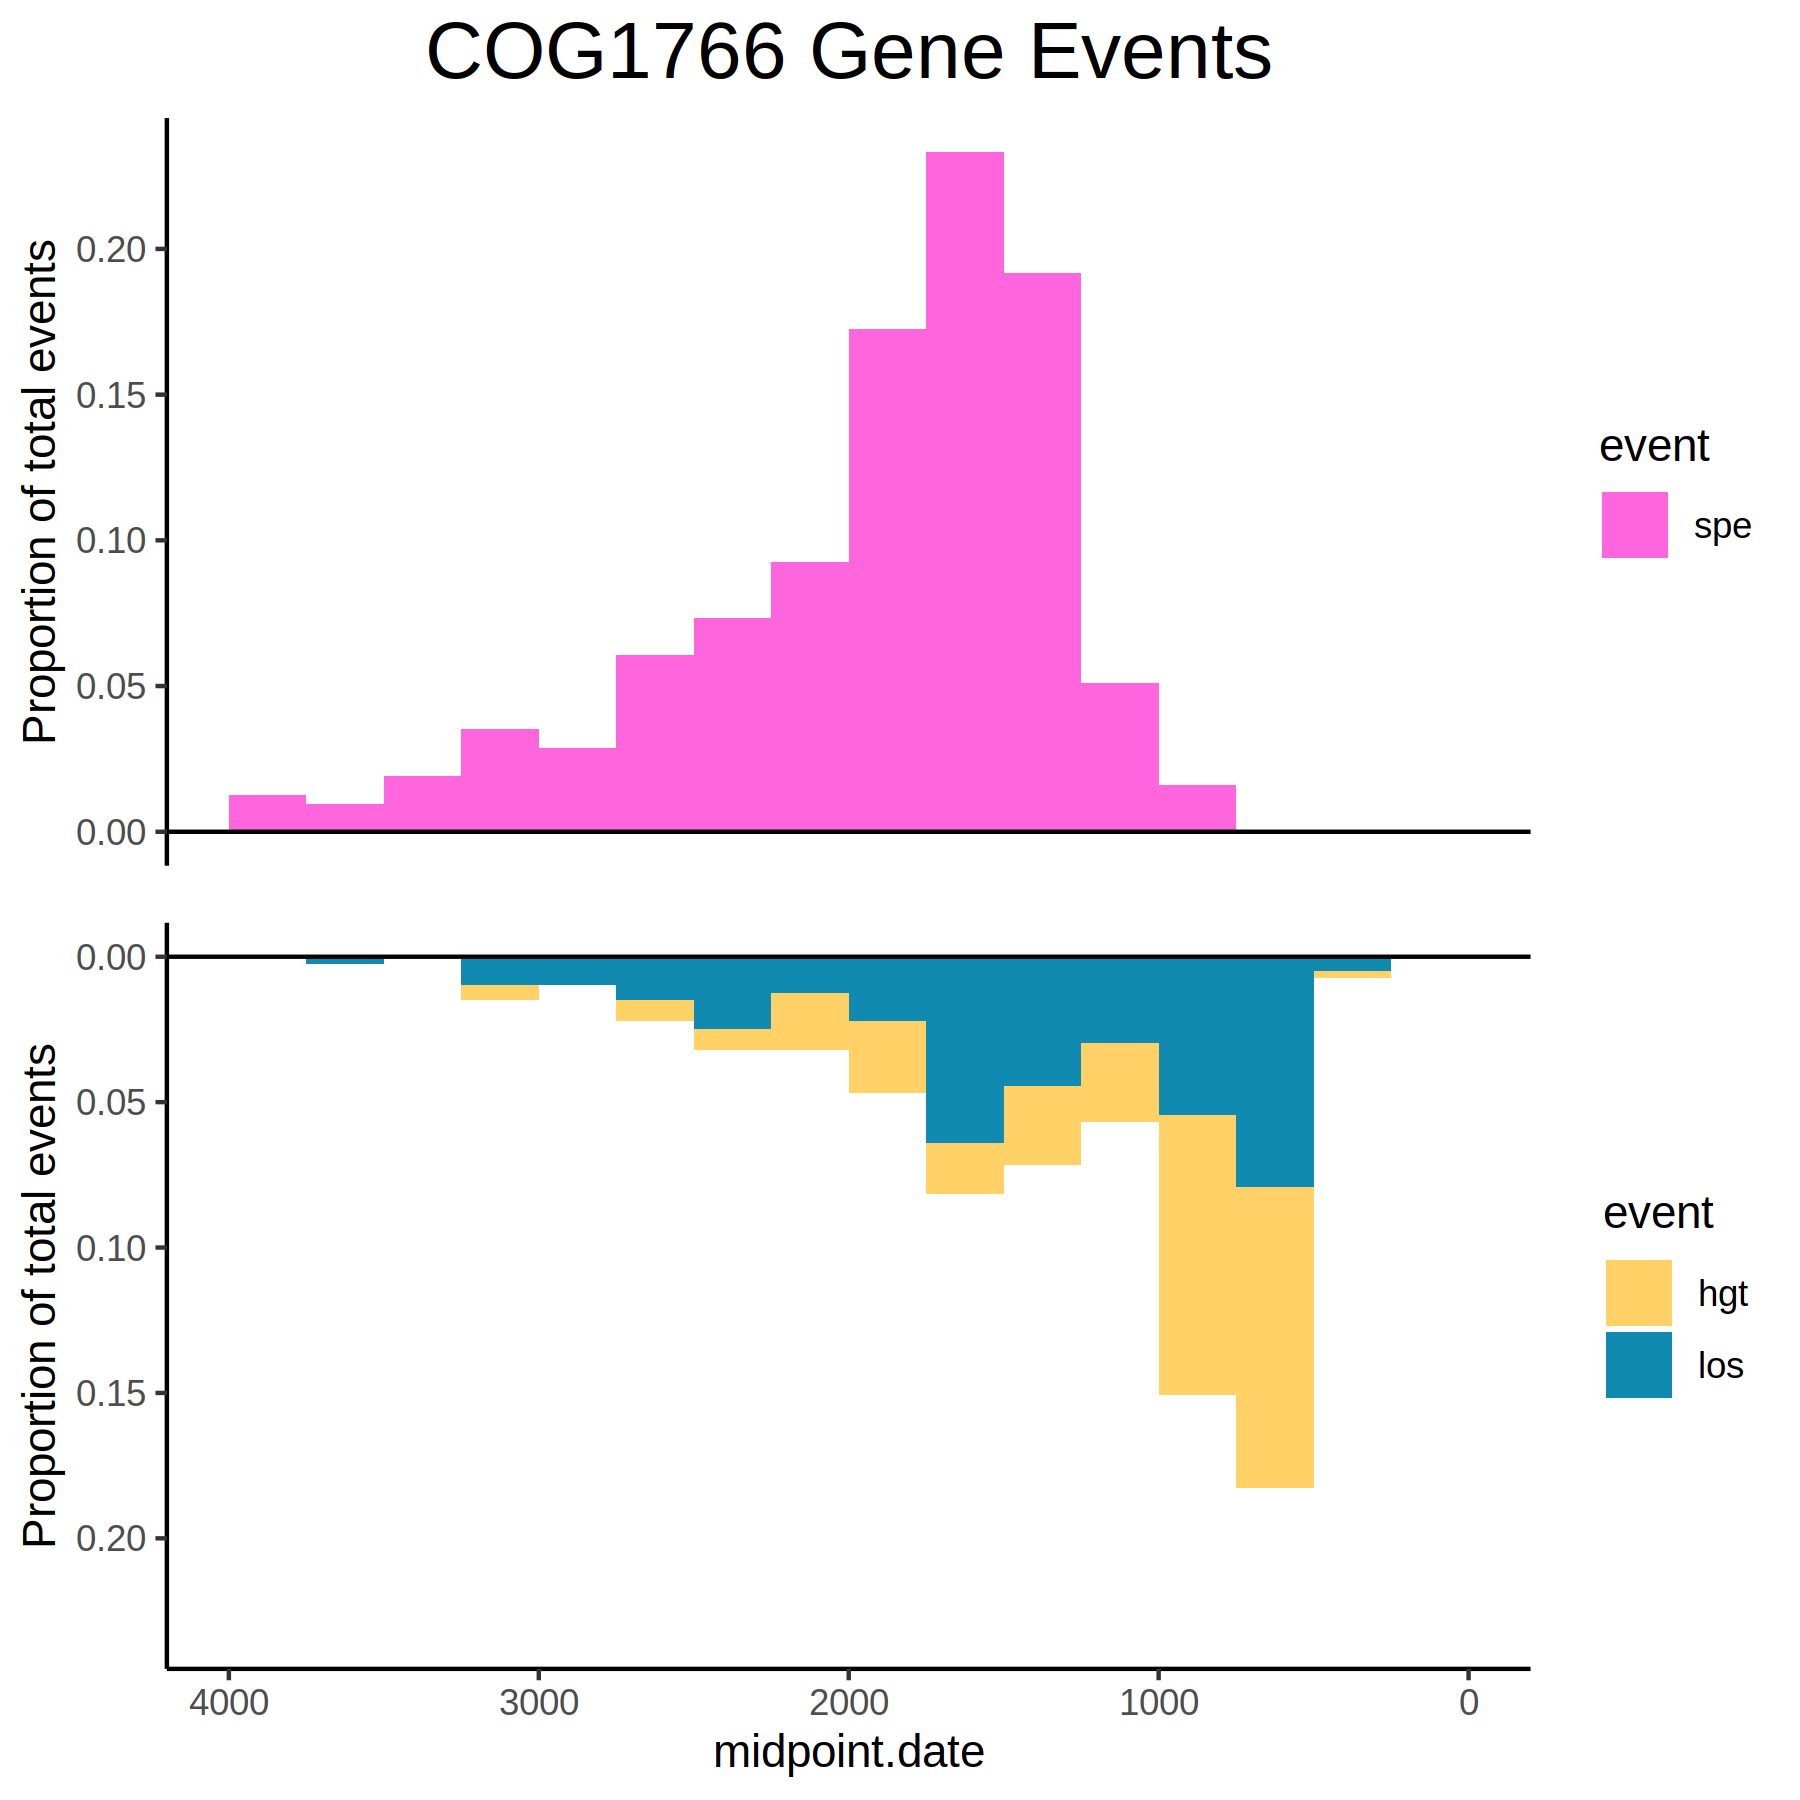 COG1766 Gene Events
Proportion of total events
0.20
0.15
0.10
0.05
0.00
event
spe
Proportion of total events
0.00
0.05
0.10
0.15
0.20
event
hgt
los
4000 3000 2000 1000 0
midpoint.date